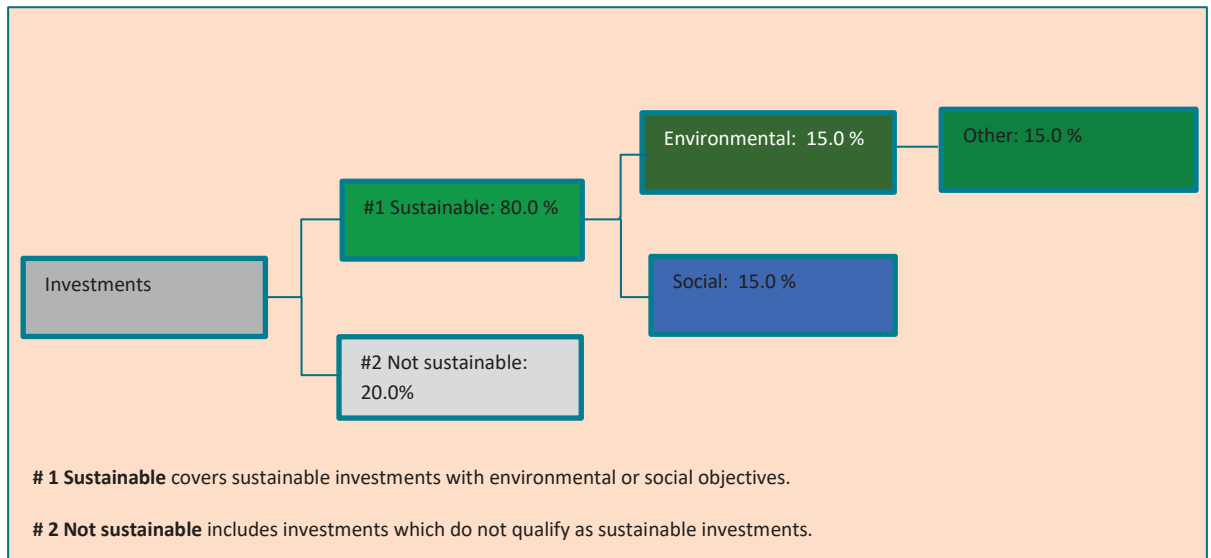 Environmental:  15.0 %
Other: 15.0 %
#1 Sustainable: 80.0 %
Investments
Social:  15.0 %
#2 Not sustainable:
20.0%
# 1 Sustainable covers sustainable investments with environmental or social objectives.
# 2 Not sustainable includes investments which do not qualify as sustainable investments.